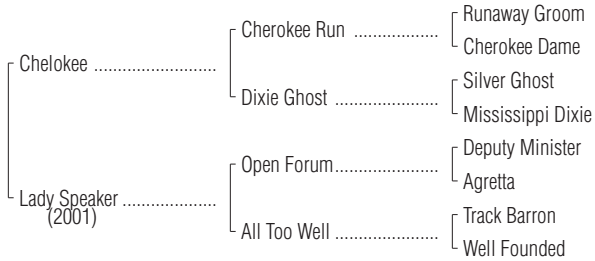 Runaway Groom
Cherokee Run ..................
Cherokee Dame
Chelokee ..........................
Silver Ghost
Dixie Ghost ......................
Mississippi Dixie
Deputy Minister
Open Forum......................
Agretta
Lady Speaker ....................
(2001)
Track Barron
All Too Well ......................
Well Founded